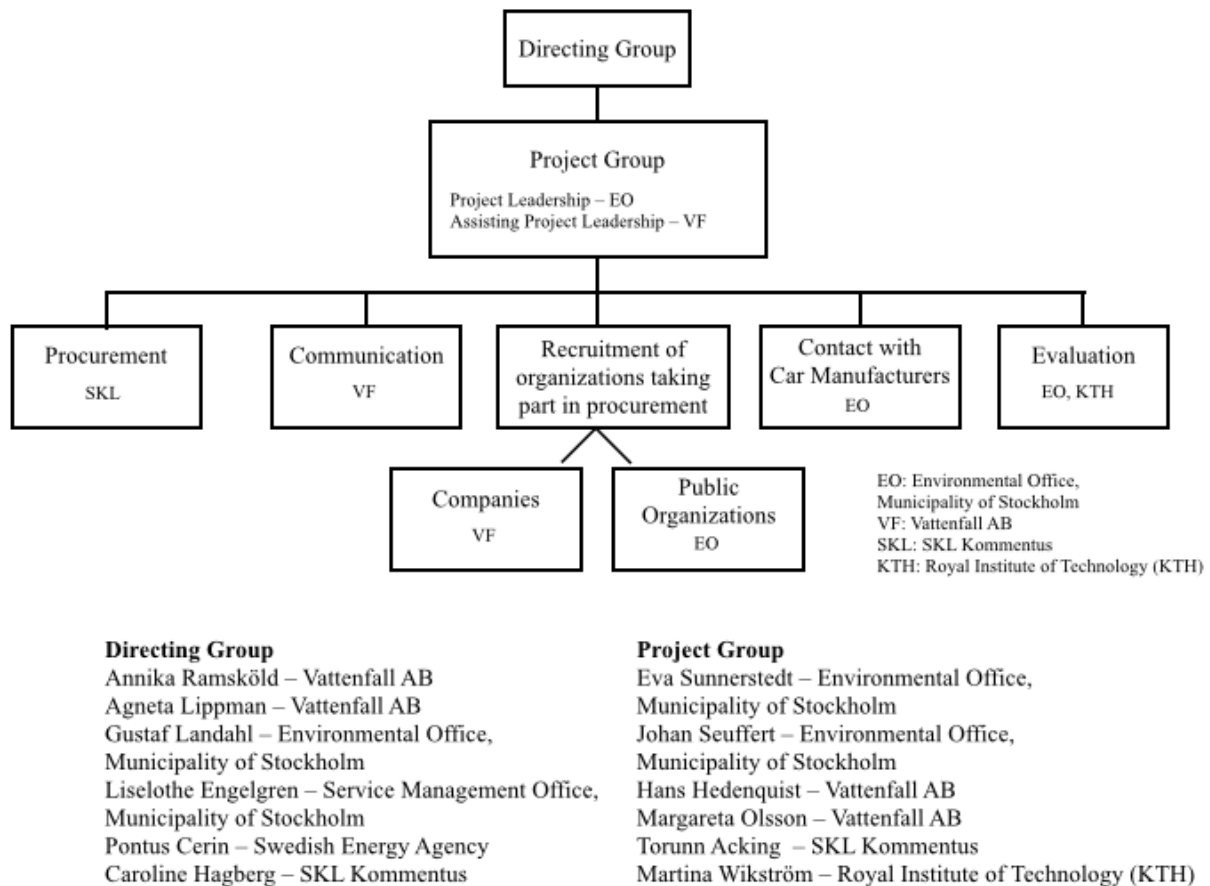 Directing Group
Project Group
Project Leadership – EO
Assisting Project Leadership – VF
Procurement
SKL
Communication
VF
Recruitment of
organizations taking
part in procurement
Contact with
Car Manufacturers
EO
Evaluation
EO, KTH
Companies
VF
Public
Organizations
EO
EO: Environmental Office,
Municipality of Stockholm
VF: Vattenfall AB
SKL: SKL Kommentus
KTH: Royal Institute of Technology (KTH)
Directing Group
Annika Ramsköld – Vattenfall AB
Agneta Lippman – Vattenfall AB
Gustaf Landahl – Environmental Office,
Municipality of Stockholm
Liselothe Engelgren – Service Management Office,
Municipality of Stockholm
Pontus Cerin – Swedish Energy Agency
Caroline Hagberg – SKL Kommentus
Project Group
Eva Sunnerstedt – Environmental Office,
Municipality of Stockholm
Johan Seuffert – Environmental Office,
Municipality of Stockholm
Hans Hedenquist – Vattenfall AB
Margareta Olsson – Vattenfall AB
Torunn Acking – SKL Kommentus
Martina Wikström – Royal Institute of Technology (KTH)